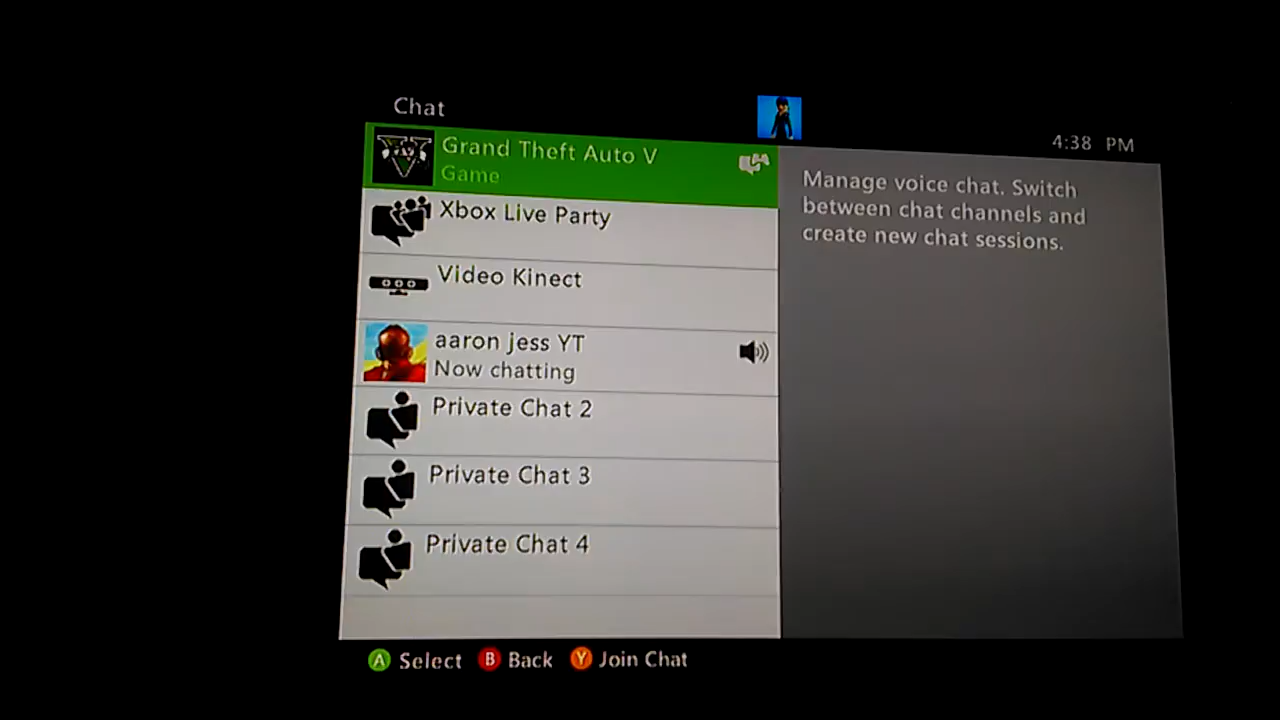 Chat
4:38 PM
Grand Theft Auto V
Game
Xbox Live Party
Video Kinect
aaron jess YT
Now chatting
Private Chat 2
Private Chat 3
Private Chat 4
Manage voice chat. Switch
between chat channels and
create new chat sessions.
A Select B Back Y Join Chat